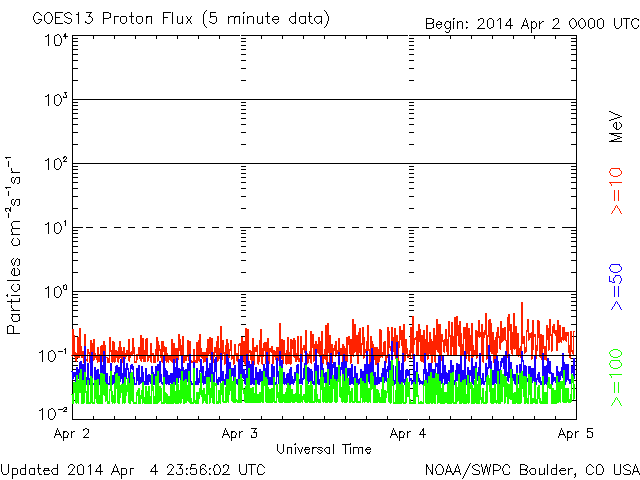 GOES13 Proton Flux (5 minute data)
Begin: 2014 Apr 2 0000 UTC
10⁴
10³
10²
10¹
10⁰
10⁻¹
10⁻²
Particles cm⁻²s⁻¹sr⁻¹
Apr 2
Apr 3
Apr 4
Apr 5
Universal Time
MeV
>=10
>=50
>=100
Updated 2014 Apr 4 23:56:02 UTC
NOAA/SWPC Boulder, CO USA